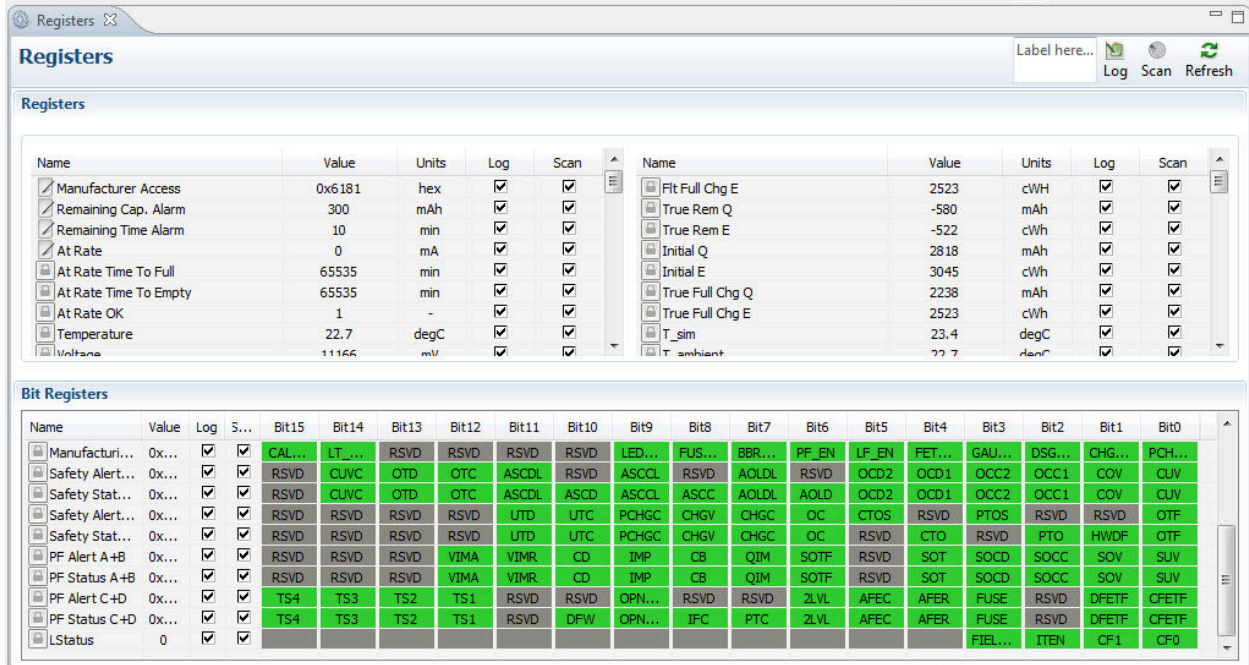 Registers
Registers
Label here...
Log Scan Refresh
Registers
Name Value Units Log Scan
Manufacturer Access 0x6181 hex
Remaining Cap. Alarm 300 mAh
Remaining Time Alarm 10 min
At Rate 0 mA
At Rate Time To Full 65535 min
At Rate Time To Empty 65535 min
At Rate OK 1 -
Temperature 22.7 degC
Voltage 11166 mV
Name Value Units Log Scan
Flt Full Chg E 2523 cWH
True Rem Q -580 mAh
True Rem E -522 cWh
Initial Q 2818 mAh
Initial E 3045 cWh
True Full Chg Q 2238 mAh
True Full Chg E 2523 cWh
T_sim 23.4 degC
T_ambient 22.7 degC
Bit Registers
Name Value Log S... Bit15 Bit14 Bit13 Bit12 Bit11 Bit10 Bit9 Bit8 Bit7 Bit6 Bit5 Bit4 Bit3 Bit2 Bit1 Bit0
Manufacturi... 0x... CAL... LT_... RSVD RSVD RSVD RSVD LED... FUS... BBR... PF_EN LF_EN FET... GAU... DSG... CHG... PCH...
Safety Alert... 0x... RSVD CUVC OTD OTC ASCDL RSVD ASCCL RSVD AOLDL RSVD OCD2 OCD1 OCC2 OCC1 COV CUV
Safety Stat... 0x... RSVD CUVC OTD OTC ASCDL ASCD ASCCL ASCC AOLDL AOLD OCD2 OCD1 OCC2 OCC1 COV CUV
Safety Alert... 0x... RSVD RSVD RSVD RSVD UTD UTC PCHGC CHGV CHGC OC CTOS RSVD PTOS RSVD RSVD OTF
Safety Stat... 0x... RSVD RSVD RSVD RSVD UTD UTC PCHGC CHGV CHGC OC RSVD CTO RSVD PTO HWDF OTF
PF Alert A+B 0x... RSVD RSVD RSVD VIMA VIMR CD IMP CB QIM SOTF RSVD SOT SOCD SOCC SOV SUV
PF Status A+B 0x... RSVD RSVD RSVD VIMA VIMR CD IMP CB QIM SOTF RSVD SOT SOCD SOCC SOV SUV
PF Alert C+D 0x... TS4 TS3 TS2 TS1 RSVD RSVD OPN... RSVD RSVD 2LVL AFEC AFER FUSE RSVD DFETF CFETF
PF Status C+D 0x... TS4 TS3 TS2 TS1 RSVD DFW OPN... IFC PTC 2LVL AFEC AFER FUSE RSVD DFETF CFETF
LStatus 0 FIEL... ITEN CF1 CF0